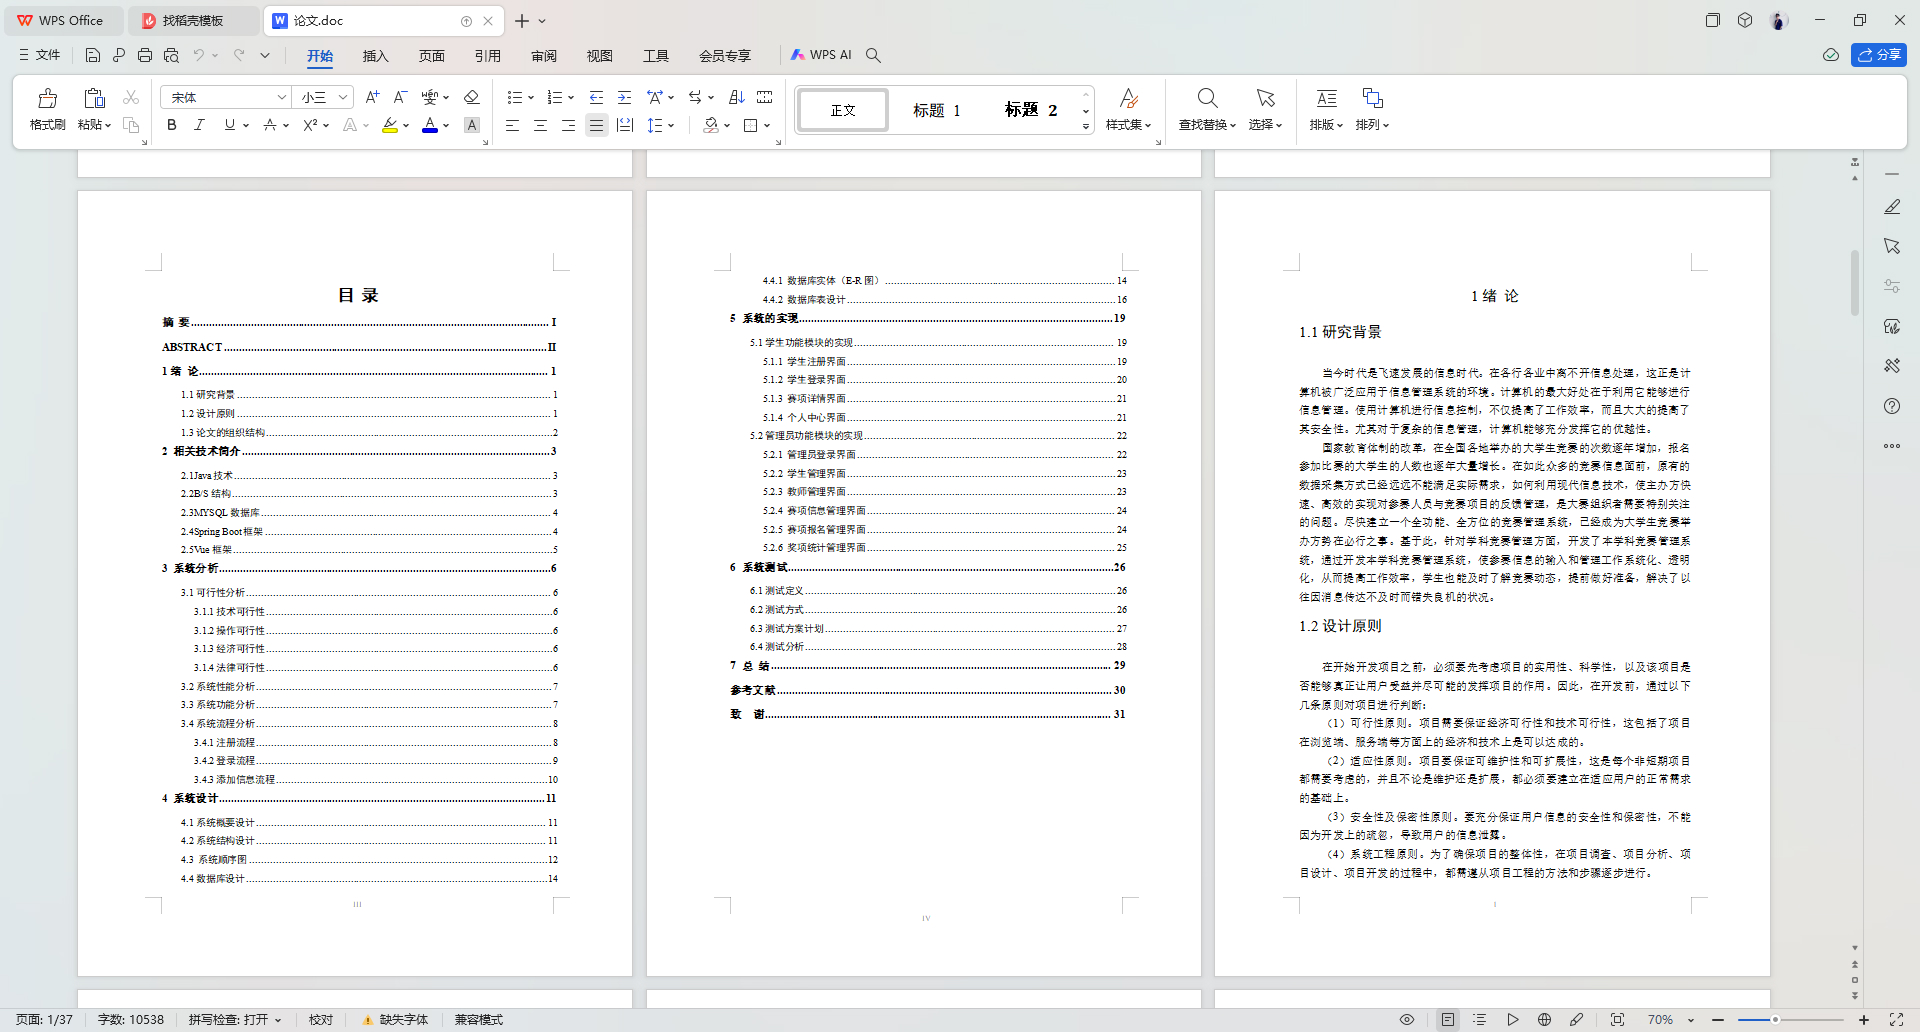 WPS Office
找稻壳模板
论文.doc
文件
开始
插入
页面
引用
审阅
视图
工具
会员专享
WPS AI
分享
格式刷
粘贴
宋体
小三
正文
标题 1
标题 2
样式集
查找替换
选择
排版
排列
目 录
摘 要 I
ABSTRACT II
1 绪 论 1
1.1 研究背景 1
1.2 设计原则 1
1.3 论文的组织结构 2
2 相关技术简介 3
2.1Java 技术 3
2.2B/S 结构 3
2.3MYSQL 数据库 4
2.4Spring Boot 框架 4
2.5Vue 框架 5
3 系统分析 6
3.1 可行性分析 6
3.1.1 技术可行性 6
3.1.2 操作可行性 6
3.1.3 经济可行性 6
3.1.4 法律可行性 6
3.2 系统性能分析 7
3.3 系统功能分析 7
3.4 系统流程分析 8
3.4.1 注册流程 8
3.4.2 登录流程 9
3.4.3 添加信息流程 10
4 系统设计 11
4.1 系统概要设计 11
4.2 系统结构设计 11
4.3 系统顺序图 12
4.4 数据库设计 14
III
4.4.1 数据库实体（E-R 图） 14
4.4.2 数据库表设计 16
5 系统的实现 19
5.1 学生功能模块的实现 19
5.1.1 学生注册界面 19
5.1.2 学生登录界面 20
5.1.3 赛项详情界面 21
5.1.4 个人中心界面 21
5.2 管理员功能模块的实现 22
5.2.1 管理员登录界面 22
5.2.2 学生管理界面 23
5.2.3 教师管理界面 23
5.2.4 赛项信息管理界面 24
5.2.5 赛项报名管理界面 24
5.2.6 奖项统计管理界面 25
6 系统测试 26
6.1 测试定义 26
6.2 测试方式 26
6.3 测试方案计划 27
6.4 测试分析 28
7 总 结 29
参考文献 30
致 谢 31
IV
1 绪 论
1.1 研究背景
当今时代是飞速发展的信息时代。在各行各业中离不开信息处理，这正是计
算机被广泛应用于信息管理系统的环境。计算机的最大好处在于利用它能够进行
信息管理。使用计算机进行信息控制，不仅提高了工作效率，而且大大的提高了
其安全性。尤其对于复杂的信息管理，计算机能够充分发挥它的优越性。
国家教育体制的改革，在全国各地举办的大学生竞赛的次数逐年增加，报名
参加比赛的大学生的人数也逐年大量增长。在如此众多的竞赛信息面前，原有的
数据采集方式已经远远不能满足实际需求，如何利用现代信息技术，使主办方快
速、高效的实现对参赛人员与竞赛项目的反馈管理，是大赛组织者需要特别关注
的问题。尽快建立一个全功能、全方位的竞赛管理系统，已经成为大学生竞赛举
办方势在必行之事。基于此，针对学科竞赛管理方面，开发了本学科竞赛管理系
统，通过开发本学科竞赛管理系统，使参赛信息的输入和管理工作系统化、透明
化，从而提高工作效率，学生也能及时了解竞赛动态，提前做好准备，解决了以
往因消息传达不及时而错失良机的状况。
1.2 设计原则
在开始开发项目之前，必须要先考虑项目的实用性、科学性，以及该项目是
否能够真正让用户受益并尽可能的发挥项目的作用。因此，在开发前，通过以下
几条原则对项目进行判断：
（1）可行性原则。项目需要保证经济可行性和技术可行性，这包括了项目
在浏览端、服务端等方面上的经济和技术上是可以达成的。
（2）适应性原则。项目要保证可维护性和可扩展性，这是每个非短期项目
都需要考虑的，并且不论是维护还是扩展，都必须要建立在适应用户的正常需求
的基础上。
（3）安全性及保密性原则。要充分保证用户信息的安全性和保密性，不能
因为开发上的疏忽，导致用户的信息泄露。
（4）系统工程原则。为了确保项目的整体性，在项目调查、项目分析、项
目设计、项目开发的过程中，都需遵从项目工程的方法和步骤逐步进行。
页面: 1/37
字数: 10538
拼写检查: 打开
校对
缺失字体
兼容模式
70%